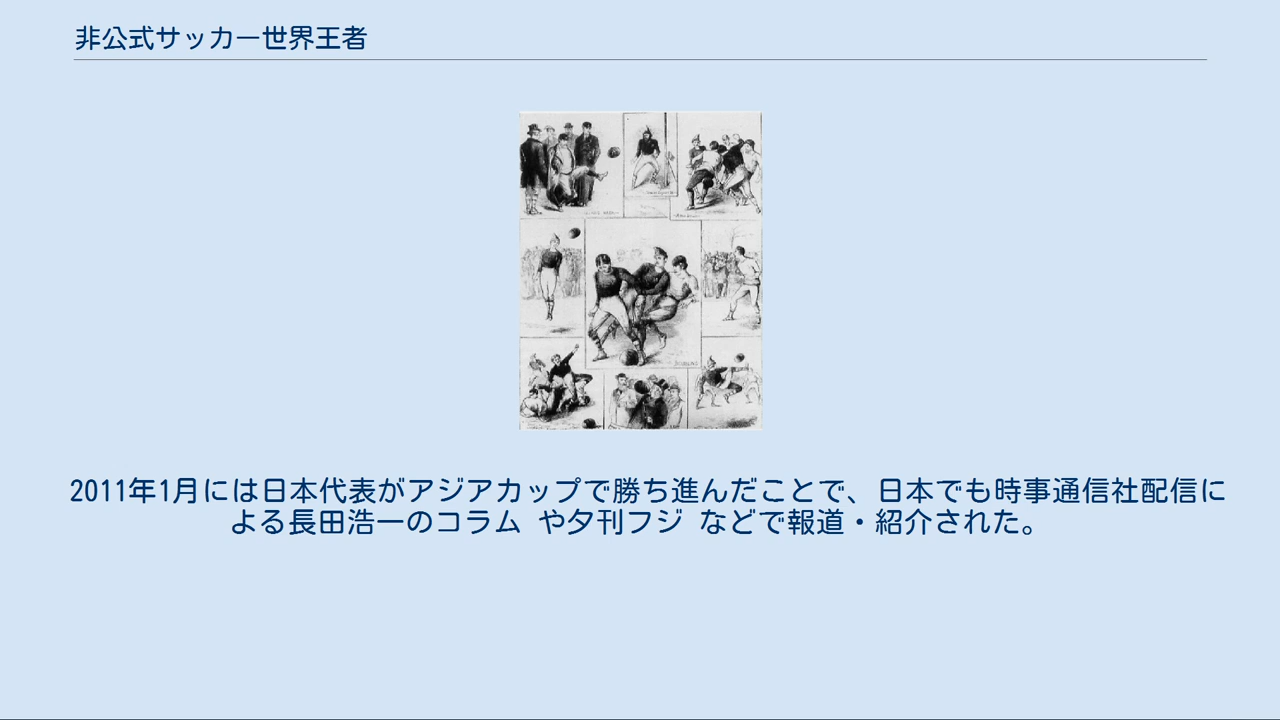 非公式サッカー世界王者
2011年1月には日本代表がアジアカップで勝ち進んだことで、日本でも時事通信社配信に
よる長田浩一のコラム や夕刊フジ などで報道・紹介された。